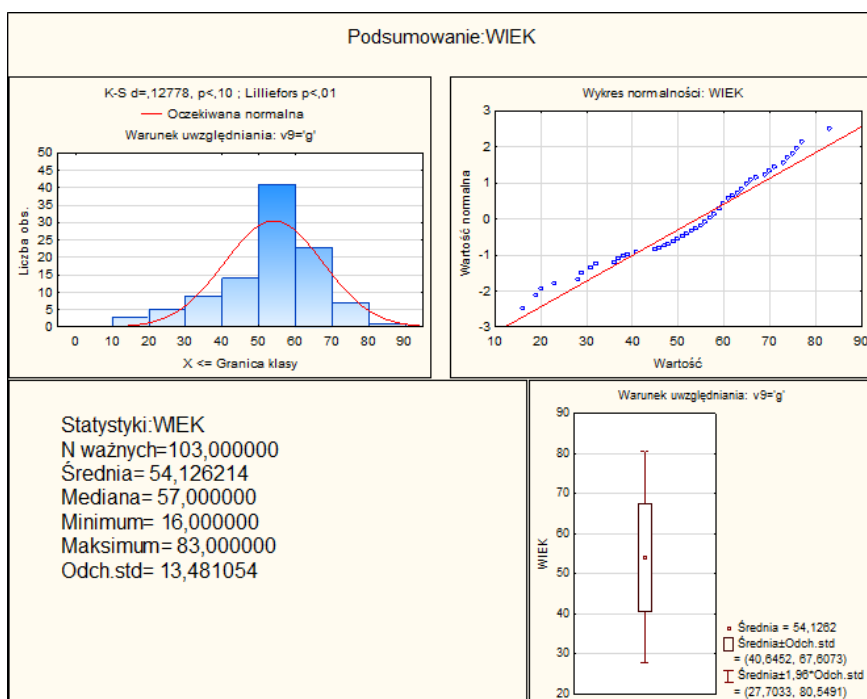 Podsumowanie:WIEK
K-S d=,12778, p<,10 ; Lilliefors p<,01
Oczekiwana normalna
Warunek uwzględniania: v9='g'
50
45
40
35
30
25
20
15
10
5
0
Liczba obs.
0 10 20 30 40 50 60 70 80 90
X <= Granica klasy
Wykres normalności: WIEK
3
2
1
0
-1
-2
-3
Wartość normalna
10 20 30 40 50 60 70 80 90
Wartość
Statystyki:WIEK
N ważnych=103,000000
Średnia= 54,126214
Mediana= 57,000000
Minimum= 16,000000
Maksimum= 83,000000
Odch.std= 13,481054
Warunek uwzględniania: v9='g'
90
80
70
60
50
40
30
20
WIEK
Średnia = 54,1262
Średnia±Odch.std
= (40,6452, 67,6073)
Średnia±1,96*Odch.std
= (27,7033, 80,5491)